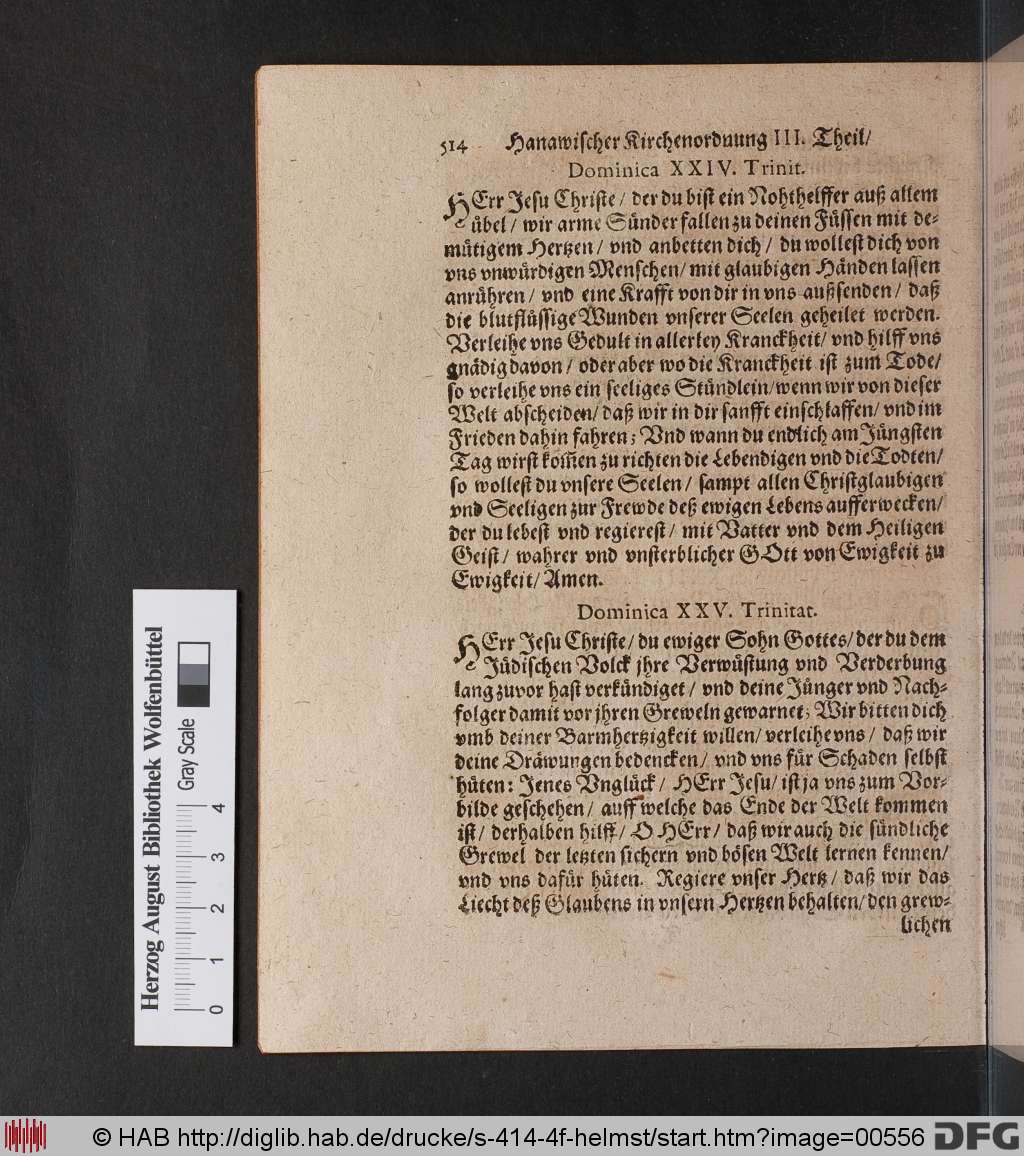 514 Hanawischer Kirchenordnung III. Theil/
Dominica XXIV. Trinit.
HErr Jesu Christe/ der du bist ein Nohthelffer auß allem
übel/ wir arme Sünder fallen zu deinen Füssen mit de-
mütigem Hertzen/ vnd anbetten dich/ du wollest dich von
vns vnwürdigen Menschen/ mit glaubigen Händen lassen
anrühren/ vnd eine Krafft von dir in vns außsenden/ daß
die blutflüssige Wunden vnserer Seelen geheilet werden.
Verleihe vns Gedult in allerley Kranckheit/ vnd hilff vns
gnädig davon/ oder aber wo die Kranckheit ist zum Tode/
so verleihe vns ein seeliges Stündlein/ wenn wir von dieser
Welt abscheiden/ daß wir in dir sanfft einschlaffen/ vnd im
Frieden dahin fahren; Vnd wann du endlich am Jüngsten
Tag wirst kom̃en zu richten die Lebendigen vnd die Todten/
so wollest du vnsere Seelen/ sampt allen Christglaubigen
vnd Seeligen zur Frewde deß ewigen Lebens aufferwecken/
der du lebest vnd regierest/ mit Vatter vnd dem Heiligen
Geist/ wahrer vnd vnsterblicher GOtt von Ewigkeit zu
Ewigkeit/ Amen.
Dominica XXV. Trinitat.
HErr Jesu Christe/ du ewiger Sohn Gottes/ der du dem
Jüdischen Volck jhre Verwüstung vnd Verderbung
lang zuvor hast verkündiget/ vnd deine Jünger vnd Nach-
folger damit vor jhren Greweln gewarnet; Wir bitten dich
vmb deiner Barmhertzigkeit willen/ verleihe vns/ daß wir
deine Dräwungen bedencken/ vnd vns für Schaden selbst
hüten: Jenes Vnglück/ HErr Jesu/ ist ja vns zum Vor-
bilde geschehen/ auff welche das Ende der Welt kommen
ist/ derhalben hilff/ O HErr/ daß wir auch die sündliche
Grewel der letzten sichern vnd bösen Welt lernen kennen/
vnd vns dafür hüten. Regiere vnser Hertz/ daß wir das
Liecht deß Glaubens in vnsern Hertzen behalten/ den grew-
lichen
Herzog August Bibliothek Wolfenbüttel
Gray Scale
0 1 2 3 4
© HAB http://diglib.hab.de/drucke/s-414-4f-helmst/start.htm?image=00556 DFG